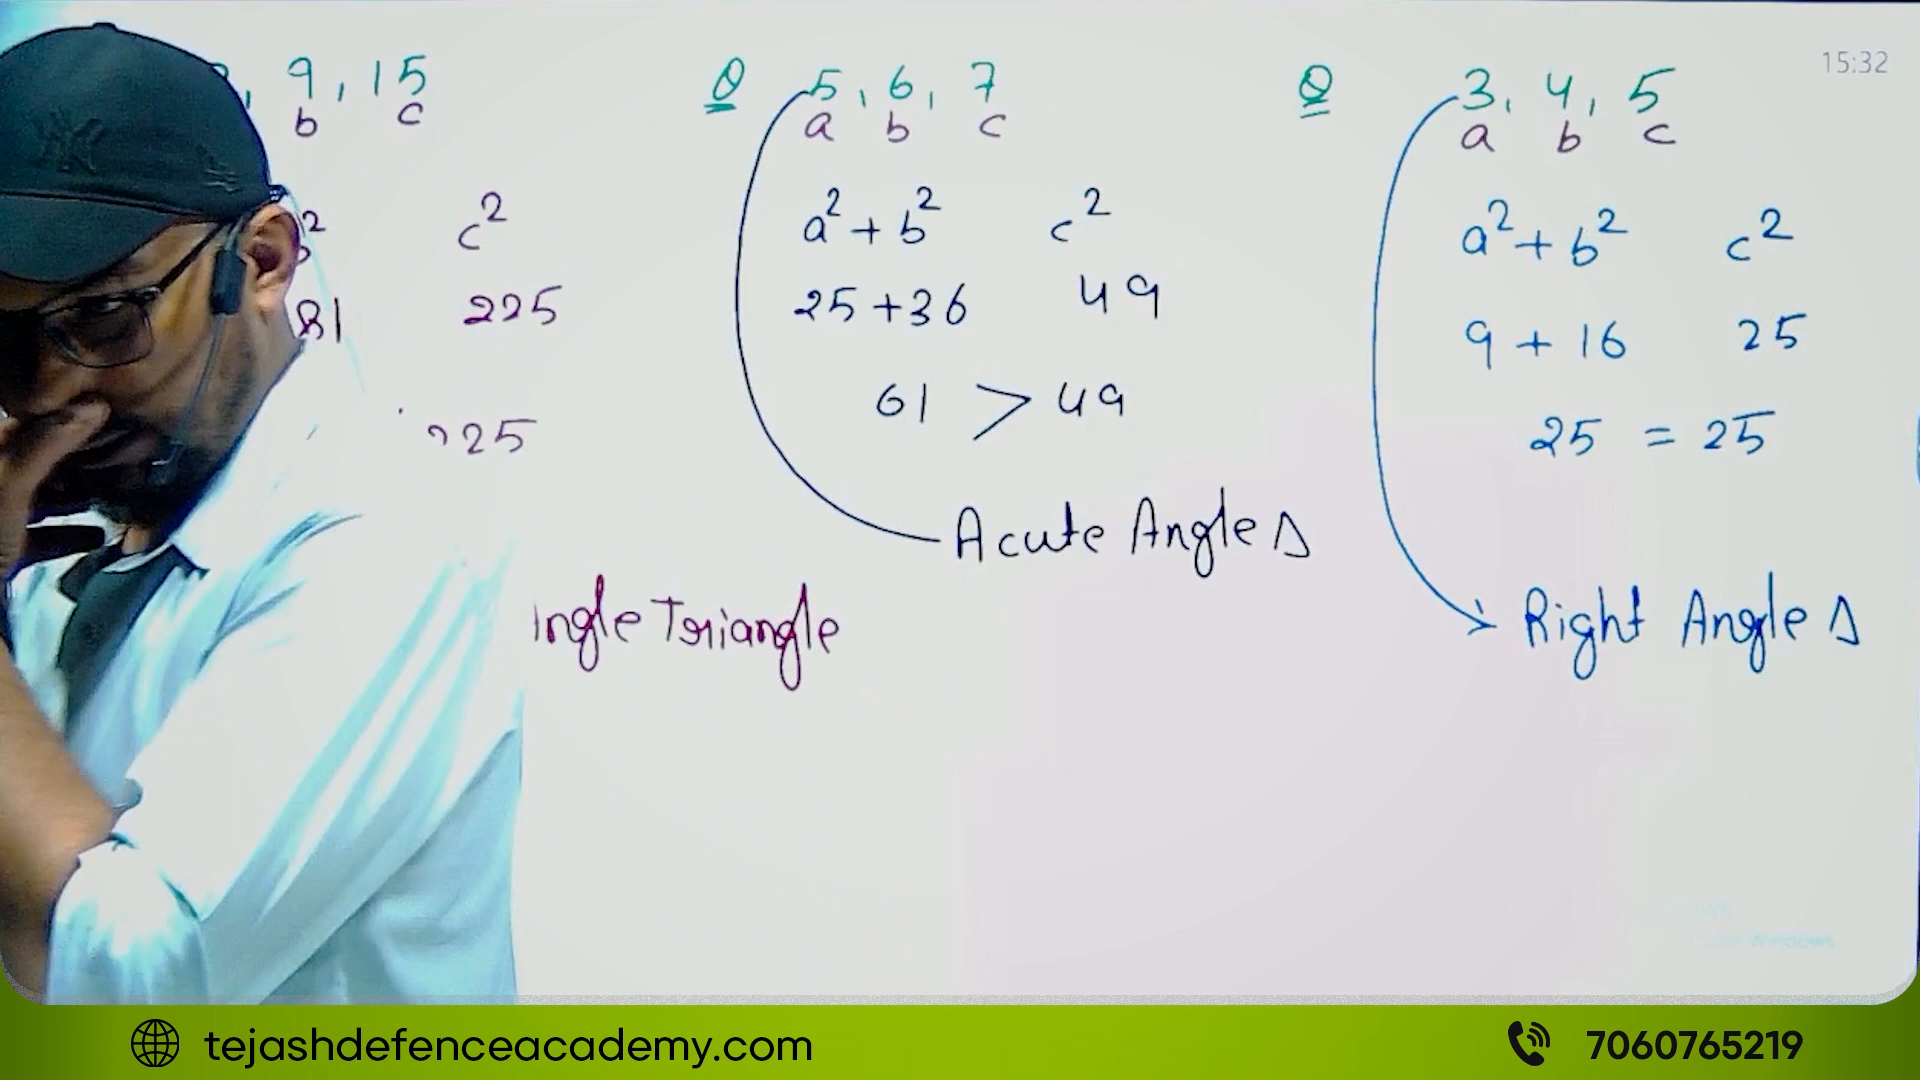 9, 15
b c
c²
81 225
225
Ingle Triangle
Q 5, 6, 7
a b c
a² + b² c²
25 + 36 49
61 > 49
Acute Angle Δ
Q 3, 4, 5
a b c
a² + b² c²
9 + 16 25
25 = 25
Right Angle Δ
15:32
tejashdefenceacademy.com
7060765219